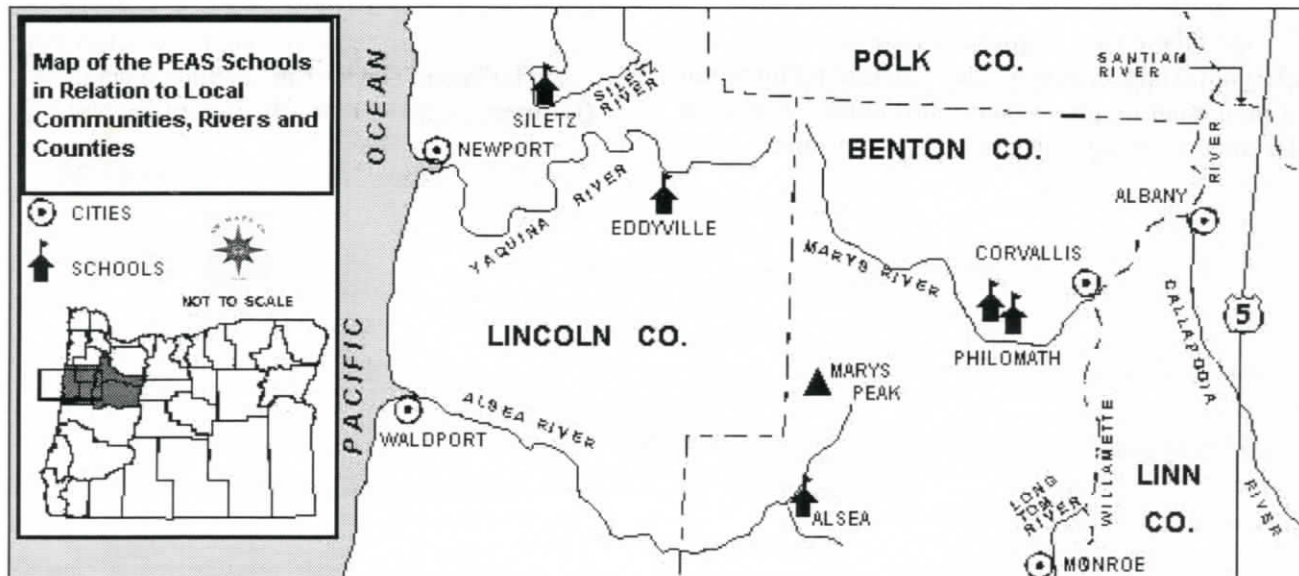 Map of the PEAS Schools
in Relation to Local
Communities, Rivers and
Counties
CITIES
SCHOOLS
NOT TO SCALE
PACIFIC OCEAN
SILETZ
SILETZ
RIVER
NEWPORT
YAQUINA RIVER
EDDYVILLE
LINCOLN CO.
WALDPORT
ALSEA RIVER
POLK CO.
BENTON CO.
SANTIAM
RIVER
RIVER
ALBANY
CORVALLIS
MARYS RIVER
PHILOMATH
MARYS
PEAK
ALSEA
5
CALLAPOOIA
RIVER
WILLAMETTE
LINN
CO.
LONG
TOM
RIVER
MONROE